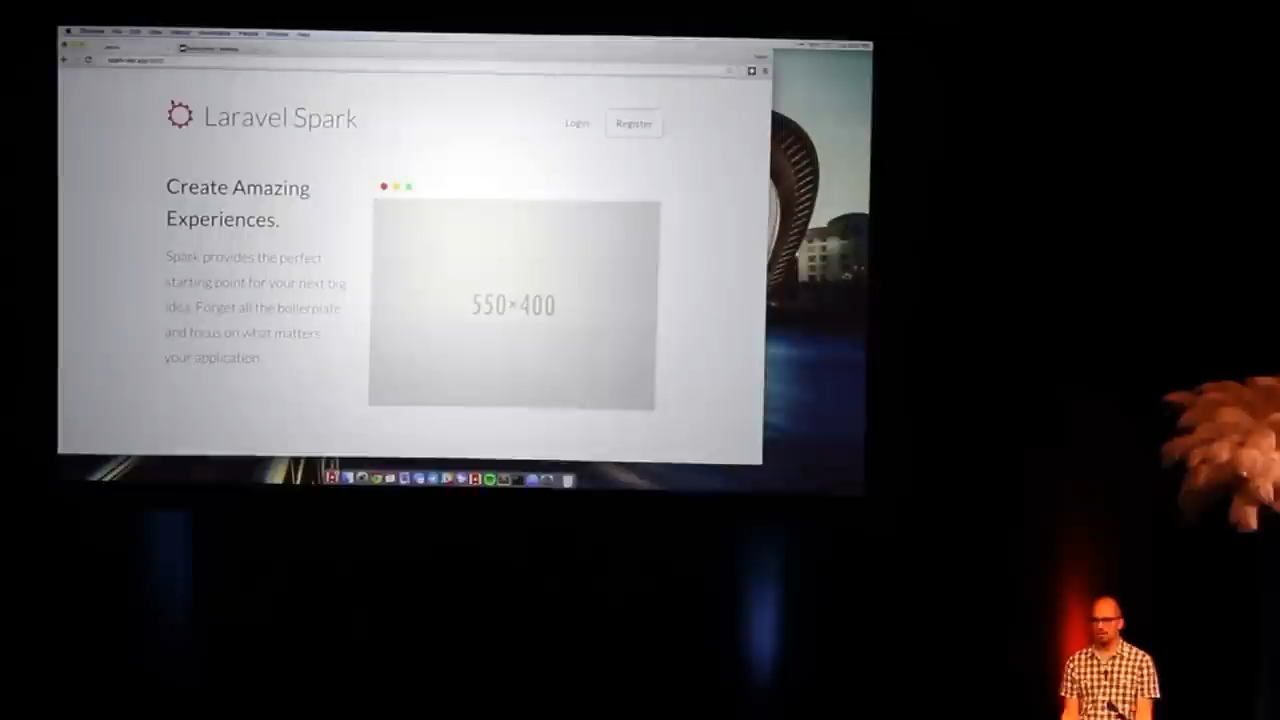 Laravel Spark
Login
Register
Create Amazing
Experiences.
Spark provides the perfect
starting point for your next big
idea. Forget all the boilerplate
and focus on what matters
your application.
550×400